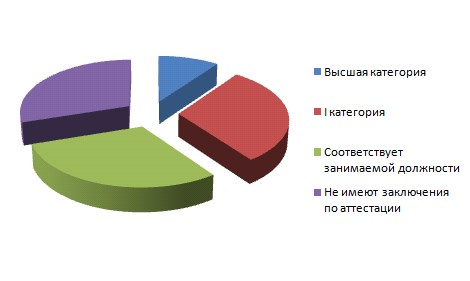 Высшая категория
I категория
Соответствует
занимаемой должности
Не имеют заключения
по аттестации